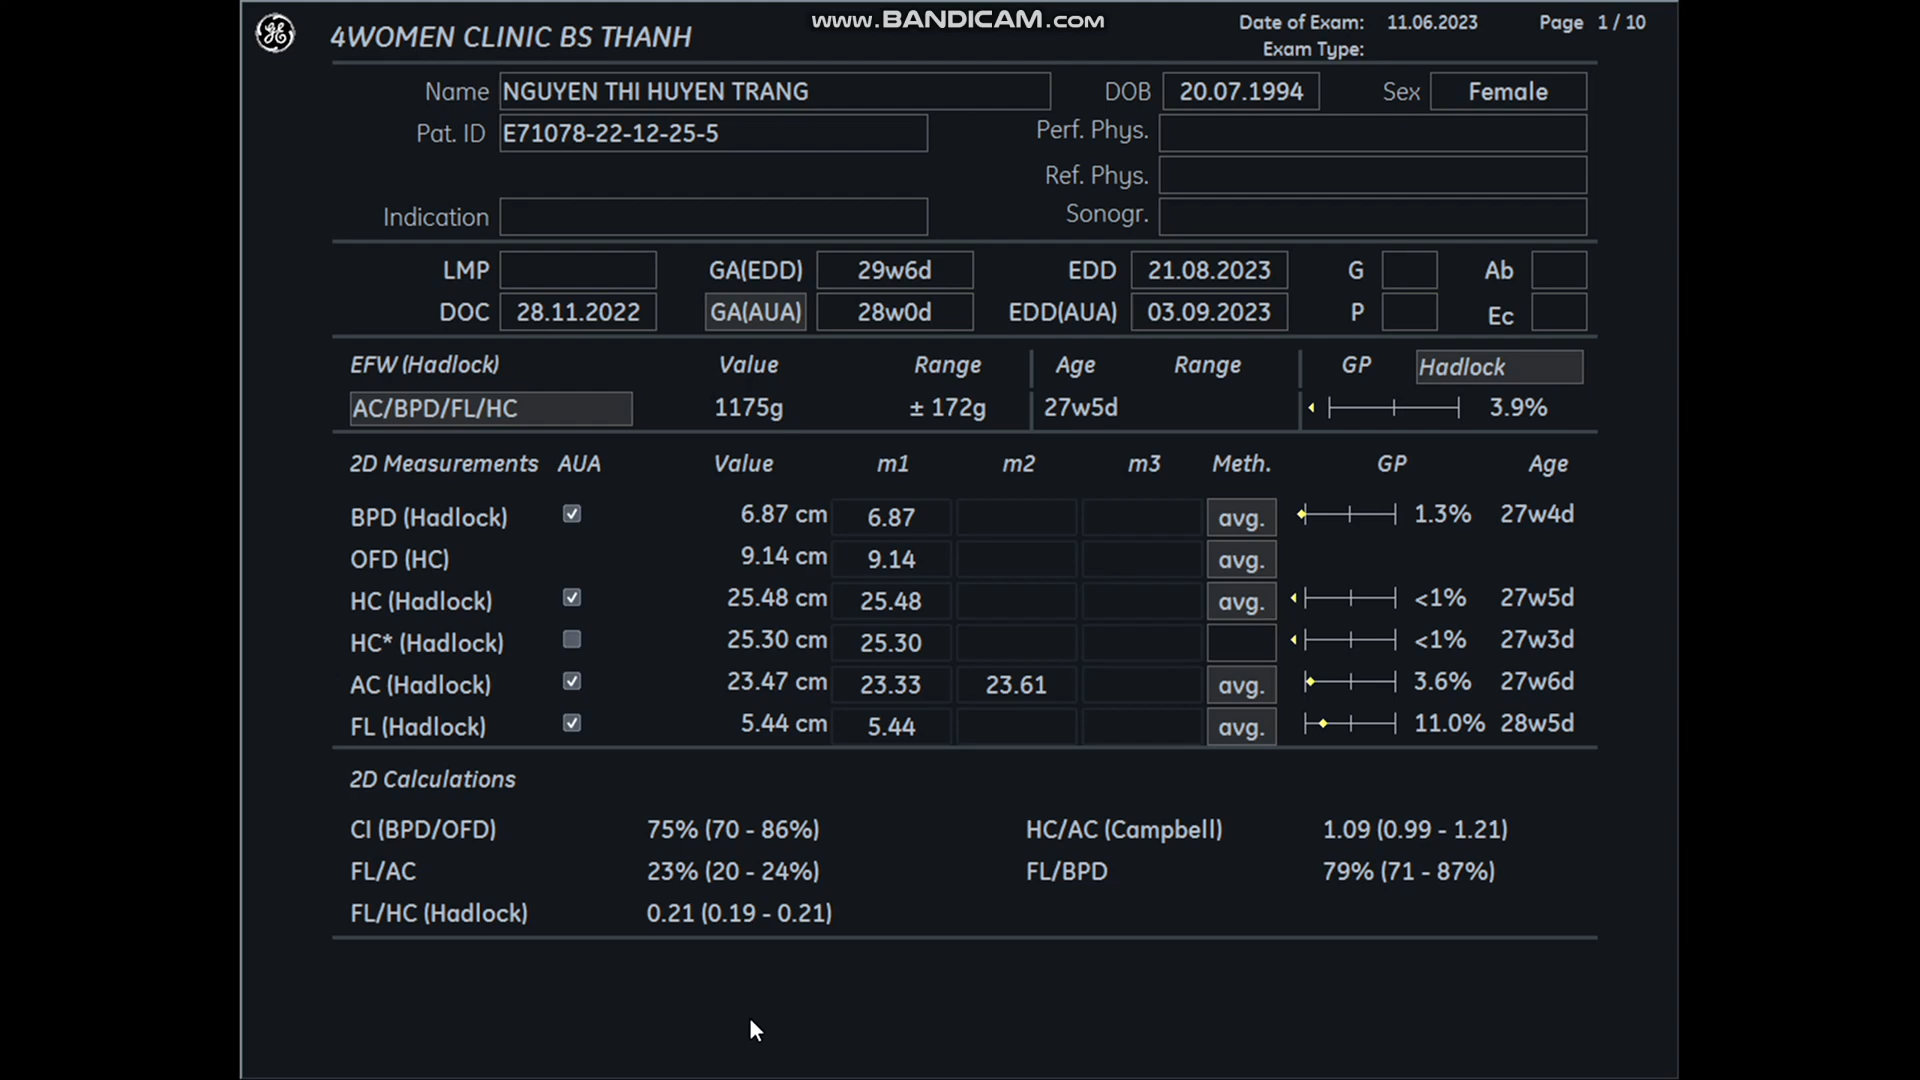 www.BANDICAM.com
4WOMEN CLINIC BS THANH Date of Exam: 11.06.2023 Page 1 / 10
Exam Type:
Name NGUYEN THI HUYEN TRANG DOB 20.07.1994 Sex Female
Pat. ID E71078-22-12-25-5 Perf. Phys.
Ref. Phys.
Indication Sonogr.
LMP GA(EDD) 29w6d EDD 21.08.2023 G Ab
DOC 28.11.2022 GA(AUA) 28w0d EDD(AUA) 03.09.2023 P Ec
EFW (Hadlock) Value Range Age Range GP Hadlock
AC/BPD/FL/HC 1175g ± 172g 27w5d 3.9%
2D Measurements AUA Value m1 m2 m3 Meth. GP Age
BPD (Hadlock) 6.87 cm 6.87 avg. 1.3% 27w4d
OFD (HC) 9.14 cm 9.14 avg.
HC (Hadlock) 25.48 cm 25.48 avg. <1% 27w5d
HC* (Hadlock) 25.30 cm 25.30 <1% 27w3d
AC (Hadlock) 23.47 cm 23.33 23.61 avg. 3.6% 27w6d
FL (Hadlock) 5.44 cm 5.44 avg. 11.0% 28w5d
2D Calculations
CI (BPD/OFD) 75% (70 - 86%) HC/AC (Campbell) 1.09 (0.99 - 1.21)
FL/AC 23% (20 - 24%) FL/BPD 79% (71 - 87%)
FL/HC (Hadlock) 0.21 (0.19 - 0.21)